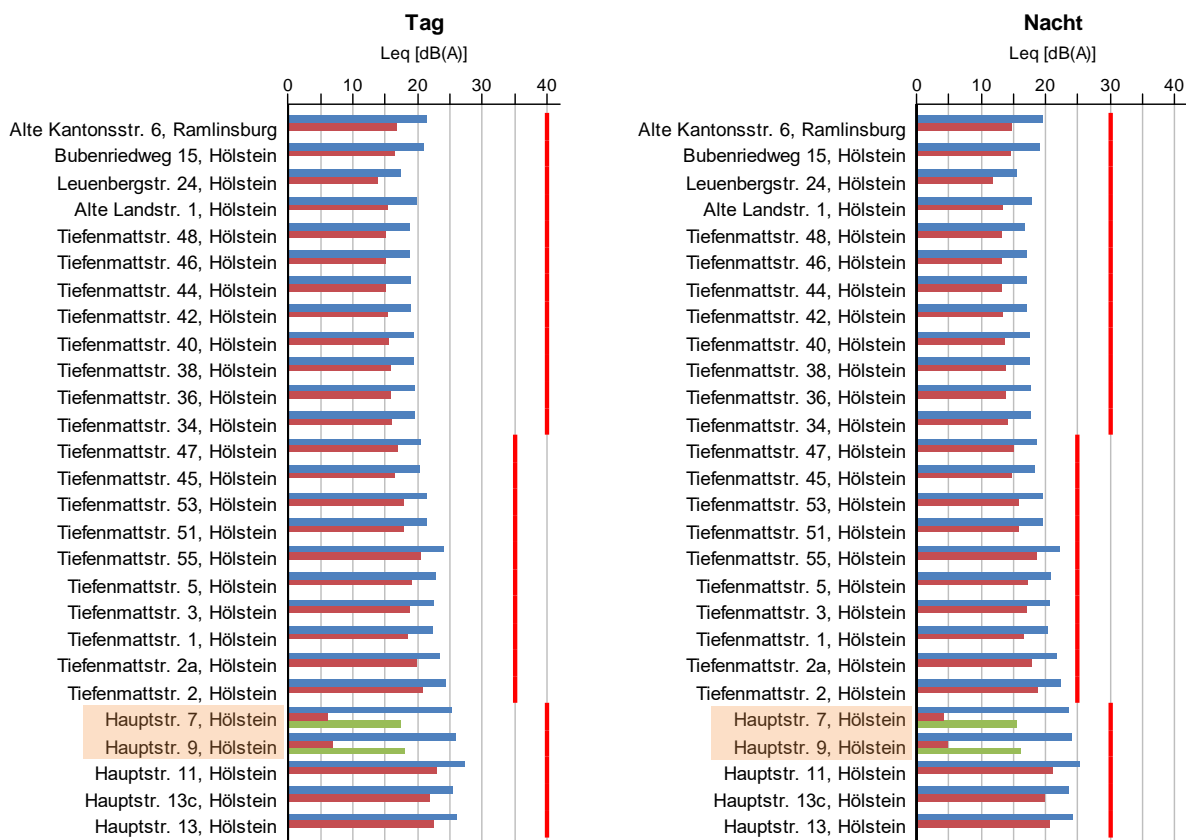 Tag
Leq [dB(A)]
0 10 20 30 40
Alte Kantonsstr. 6, Ramlinsburg
Bubenriedweg 15, Hölstein
Leuenbergstr. 24, Hölstein
Alte Landstr. 1, Hölstein
Tiefenmattstr. 48, Hölstein
Tiefenmattstr. 46, Hölstein
Tiefenmattstr. 44, Hölstein
Tiefenmattstr. 42, Hölstein
Tiefenmattstr. 40, Hölstein
Tiefenmattstr. 38, Hölstein
Tiefenmattstr. 36, Hölstein
Tiefenmattstr. 34, Hölstein
Tiefenmattstr. 47, Hölstein
Tiefenmattstr. 45, Hölstein
Tiefenmattstr. 53, Hölstein
Tiefenmattstr. 51, Hölstein
Tiefenmattstr. 55, Hölstein
Tiefenmattstr. 5, Hölstein
Tiefenmattstr. 3, Hölstein
Tiefenmattstr. 1, Hölstein
Tiefenmattstr. 2a, Hölstein
Tiefenmattstr. 2, Hölstein
Hauptstr. 7, Hölstein
Hauptstr. 9, Hölstein
Hauptstr. 11, Hölstein
Hauptstr. 13c, Hölstein
Hauptstr. 13, Hölstein
Nacht
Leq [dB(A)]
0 10 20 30 40
Alte Kantonsstr. 6, Ramlinsburg
Bubenriedweg 15, Hölstein
Leuenbergstr. 24, Hölstein
Alte Landstr. 1, Hölstein
Tiefenmattstr. 48, Hölstein
Tiefenmattstr. 46, Hölstein
Tiefenmattstr. 44, Hölstein
Tiefenmattstr. 42, Hölstein
Tiefenmattstr. 40, Hölstein
Tiefenmattstr. 38, Hölstein
Tiefenmattstr. 36, Hölstein
Tiefenmattstr. 34, Hölstein
Tiefenmattstr. 47, Hölstein
Tiefenmattstr. 45, Hölstein
Tiefenmattstr. 53, Hölstein
Tiefenmattstr. 51, Hölstein
Tiefenmattstr. 55, Hölstein
Tiefenmattstr. 5, Hölstein
Tiefenmattstr. 3, Hölstein
Tiefenmattstr. 1, Hölstein
Tiefenmattstr. 2a, Hölstein
Tiefenmattstr. 2, Hölstein
Hauptstr. 7, Hölstein
Hauptstr. 9, Hölstein
Hauptstr. 11, Hölstein
Hauptstr. 13c, Hölstein
Hauptstr. 13, Hölstein